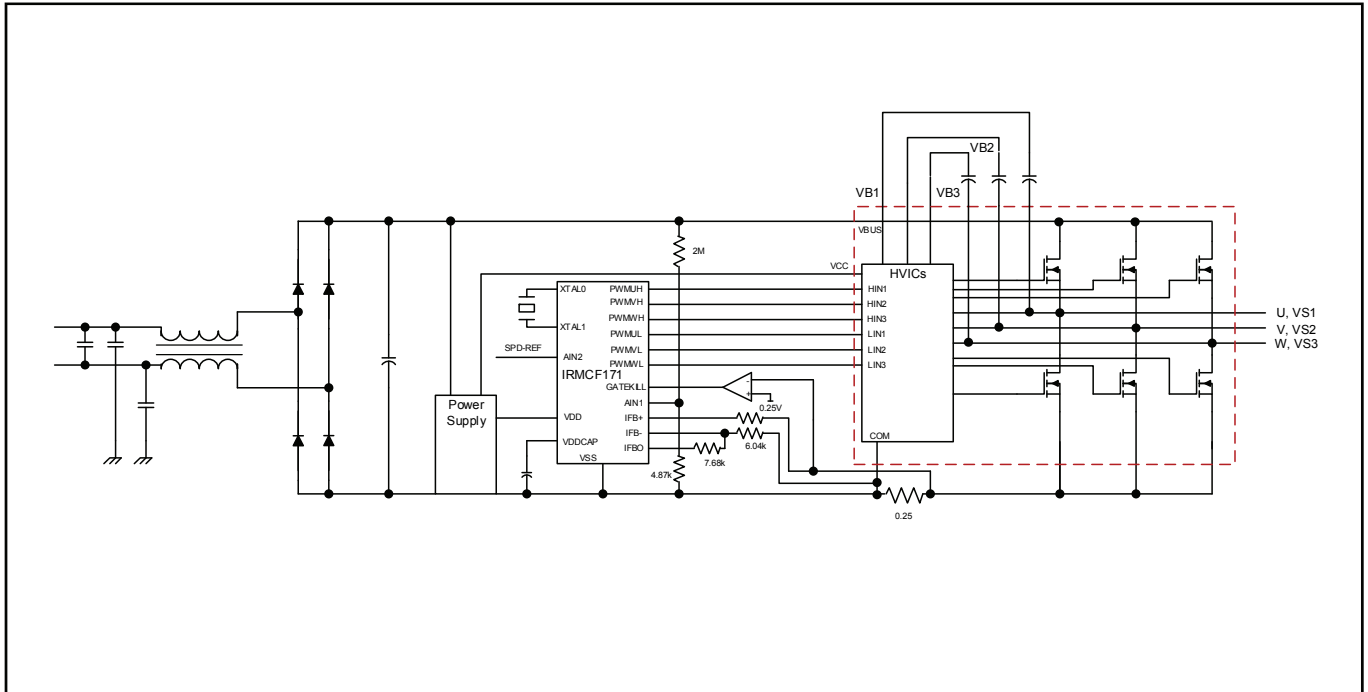 VB2
VB1
VB3
VBUS
2M
VCC
HVICs
XTAL0
PWMUH
HIN1
PWMVH
HIN2
PWMWH
HIN3
U, VS1
XTAL1
PWMUL
LIN1
V, VS2
SPD-REF
AIN2
PWMVL
LIN2
W, VS3
PWMWL
LIN3
IRMCF171
GATEKILL
-
+
0.25V
AIN1
Power
Supply
VDD
IFB+
IFB-
COM
VDDCAP
IFBO
6.04k
7.68k
VSS
4.87k
0.25